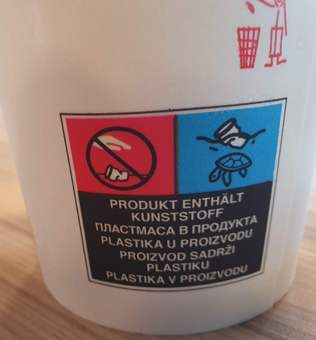 PRODUKT ENTHÄLT
KUNSTSTOFF
ПЛАСТМАСА В ПРОДУКТА
PLASTIKA U PROIZVODU
PROIZVOD SADRŽI
PLASTIKU
PLASTIKA V PROIZVODU